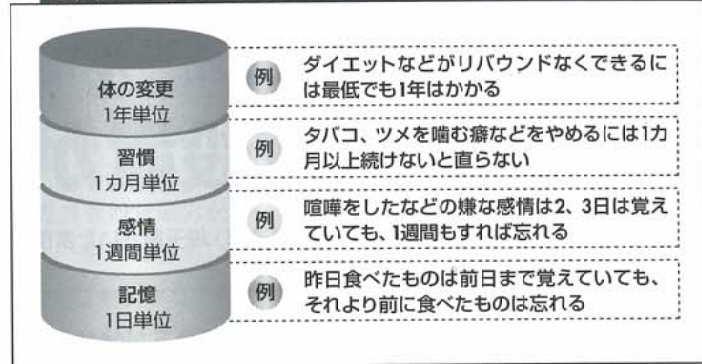 体の変更
1年単位
例
ダイエットなどがリバウンドなくできるに
は最低でも1年はかかる
習慣
1カ月単位
例
タバコ、ツメを噛む癖などをやめるには1カ
月以上続けないと直らない
感情
1週間単位
例
喧嘩をしたなどの嫌な感情は2、3日は覚え
ていても、1週間もすれば忘れる
記憶
1日単位
例
昨日食べたものは前日まで覚えていても、
それより前に食べたものは忘れる